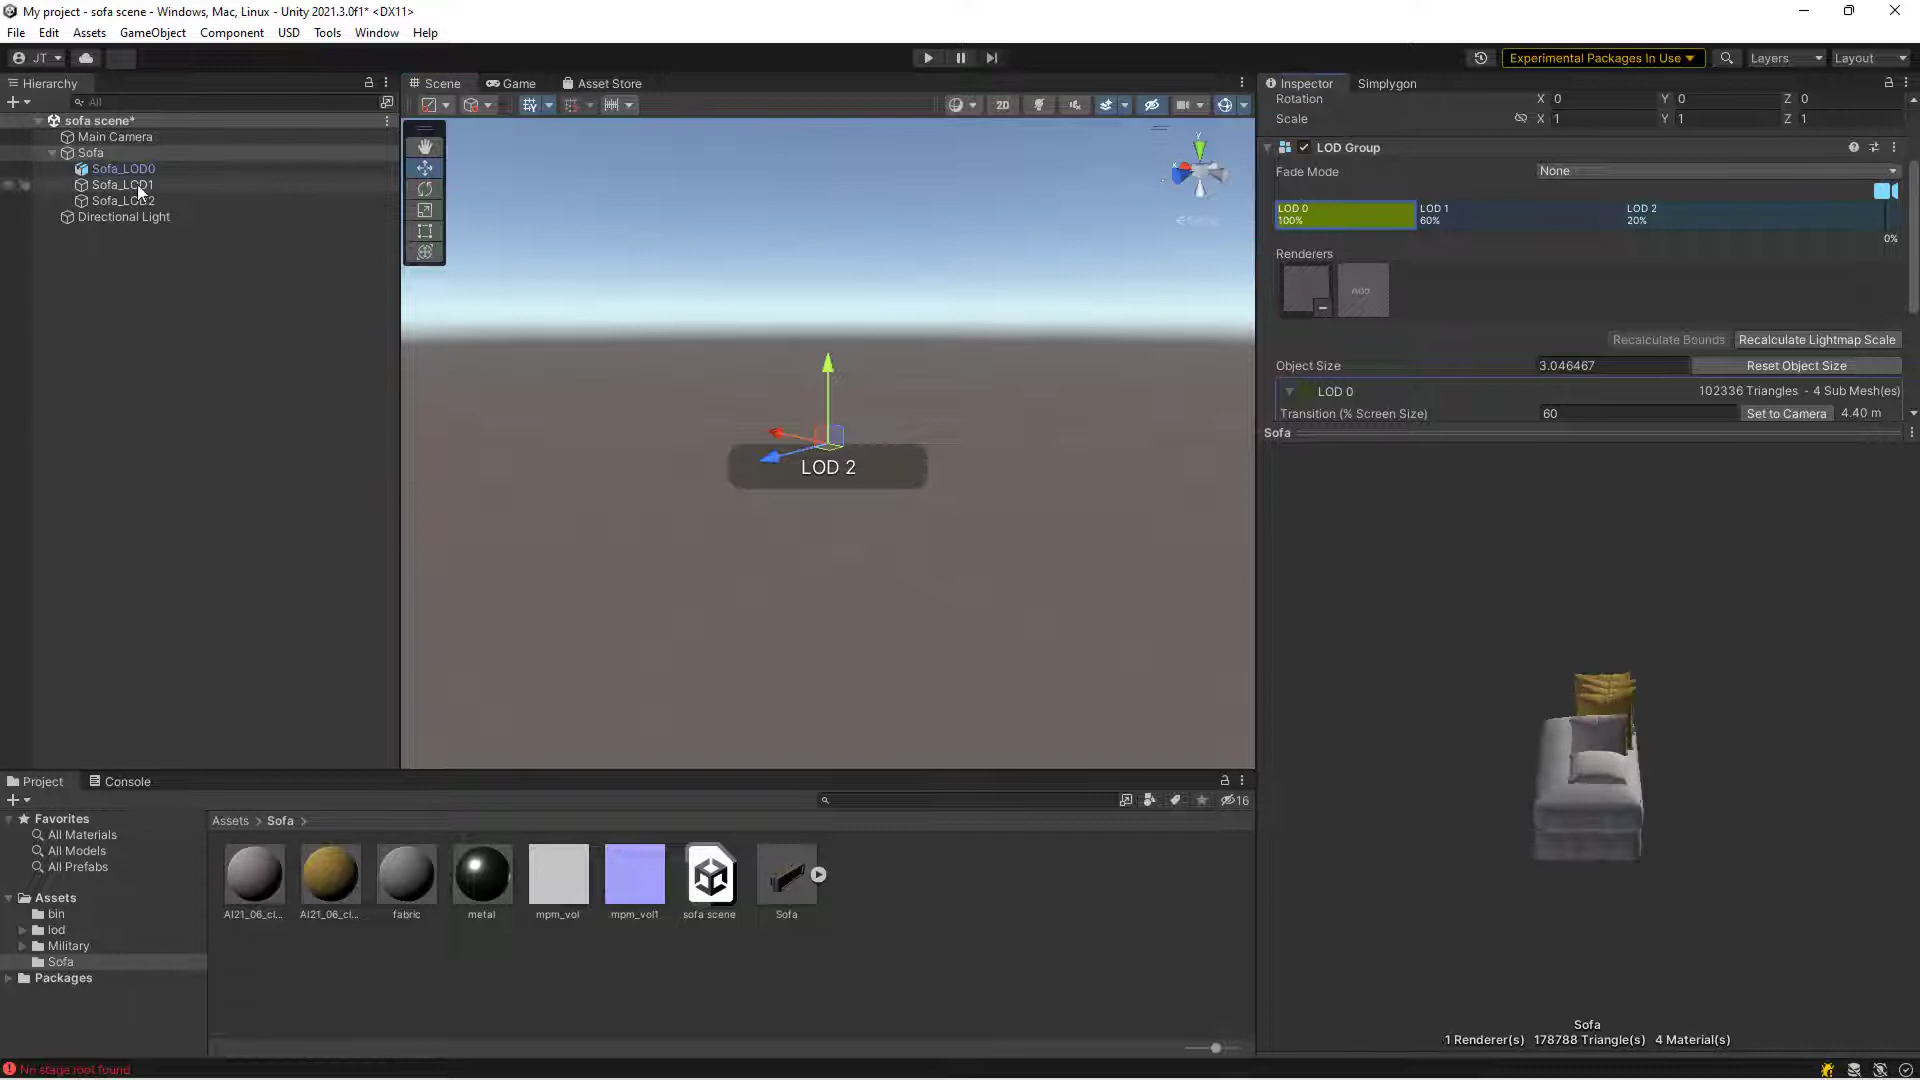 My project - sofa scene - Windows, Mac, Linux - Unity 2021.3.0f1* <DX11>
File Edit Assets GameObject Component USD Tools Window Help
JT
Experimental Packages In Use
Layers
Layout
Hierarchy
Scene
Game
Asset Store
Inspector
Simplygon
All
2D
Rotation X 0 Y 0 Z 0
Scale X 1 Y 1 Z 1
sofa scene*
Main Camera
Sofa
Sofa_LOD0
Sofa_LOD1
Sofa_LOD2
Directional Light
LOD 2
LOD Group
Fade Mode None
LOD 0
100%
LOD 1
60%
LOD 2
20%
0%
Renderers
Add
Recalculate Bounds
Recalculate Lightmap Scale
Object Size 3.046467
Reset Object Size
LOD 0
102336 Triangles - 4 Sub Mesh(es)
Transition (% Screen Size) 60
Set to Camera
4.40 m
Sofa
Project
Console
16
Favorites
All Materials
All Models
All Prefabs
Assets
bin
lod
Military
Sofa
Packages
Assets > Sofa >
AI21_06_cl...
AI21_06_cl...
fabric
metal
mpm_vol
mpm_vol1
sofa scene
Sofa
Sofa
1 Renderer(s) 178788 Triangle(s) 4 Material(s)
No stage root found